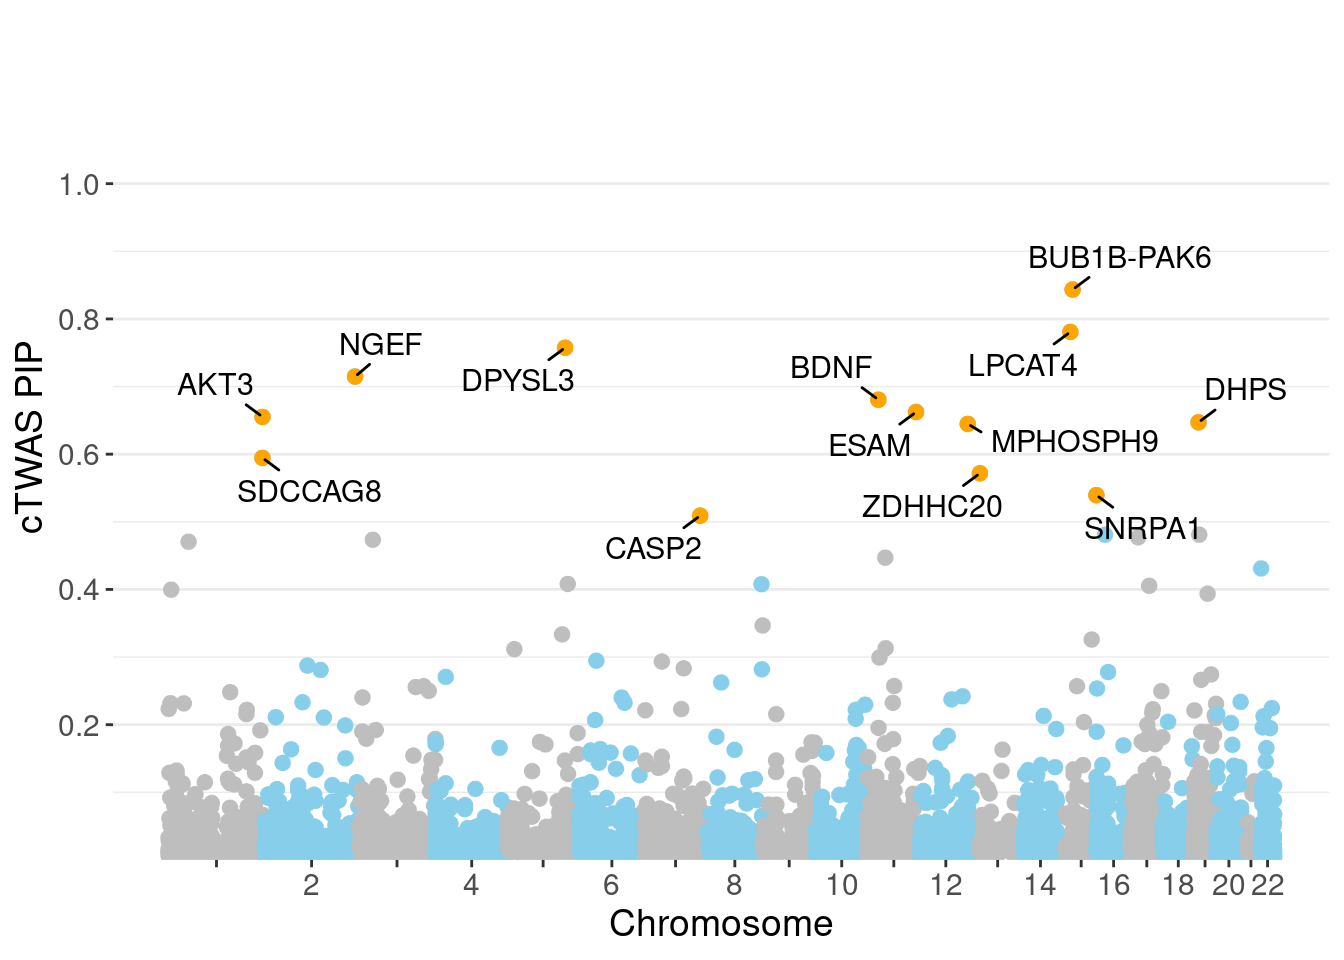 1.0
0.8
0.6
0.4
0.2
cTWAS PIP
BUB1B-PAK6
NGEF
LPCAT4
DPYSL3
BDNF
AKT3
DHPS
ESAM
MPHOSPH9
SDCCAG8
ZDHHC20
SNRPA1
CASP2
2 4 6 8 10 12 14 16 18 20 22
Chromosome